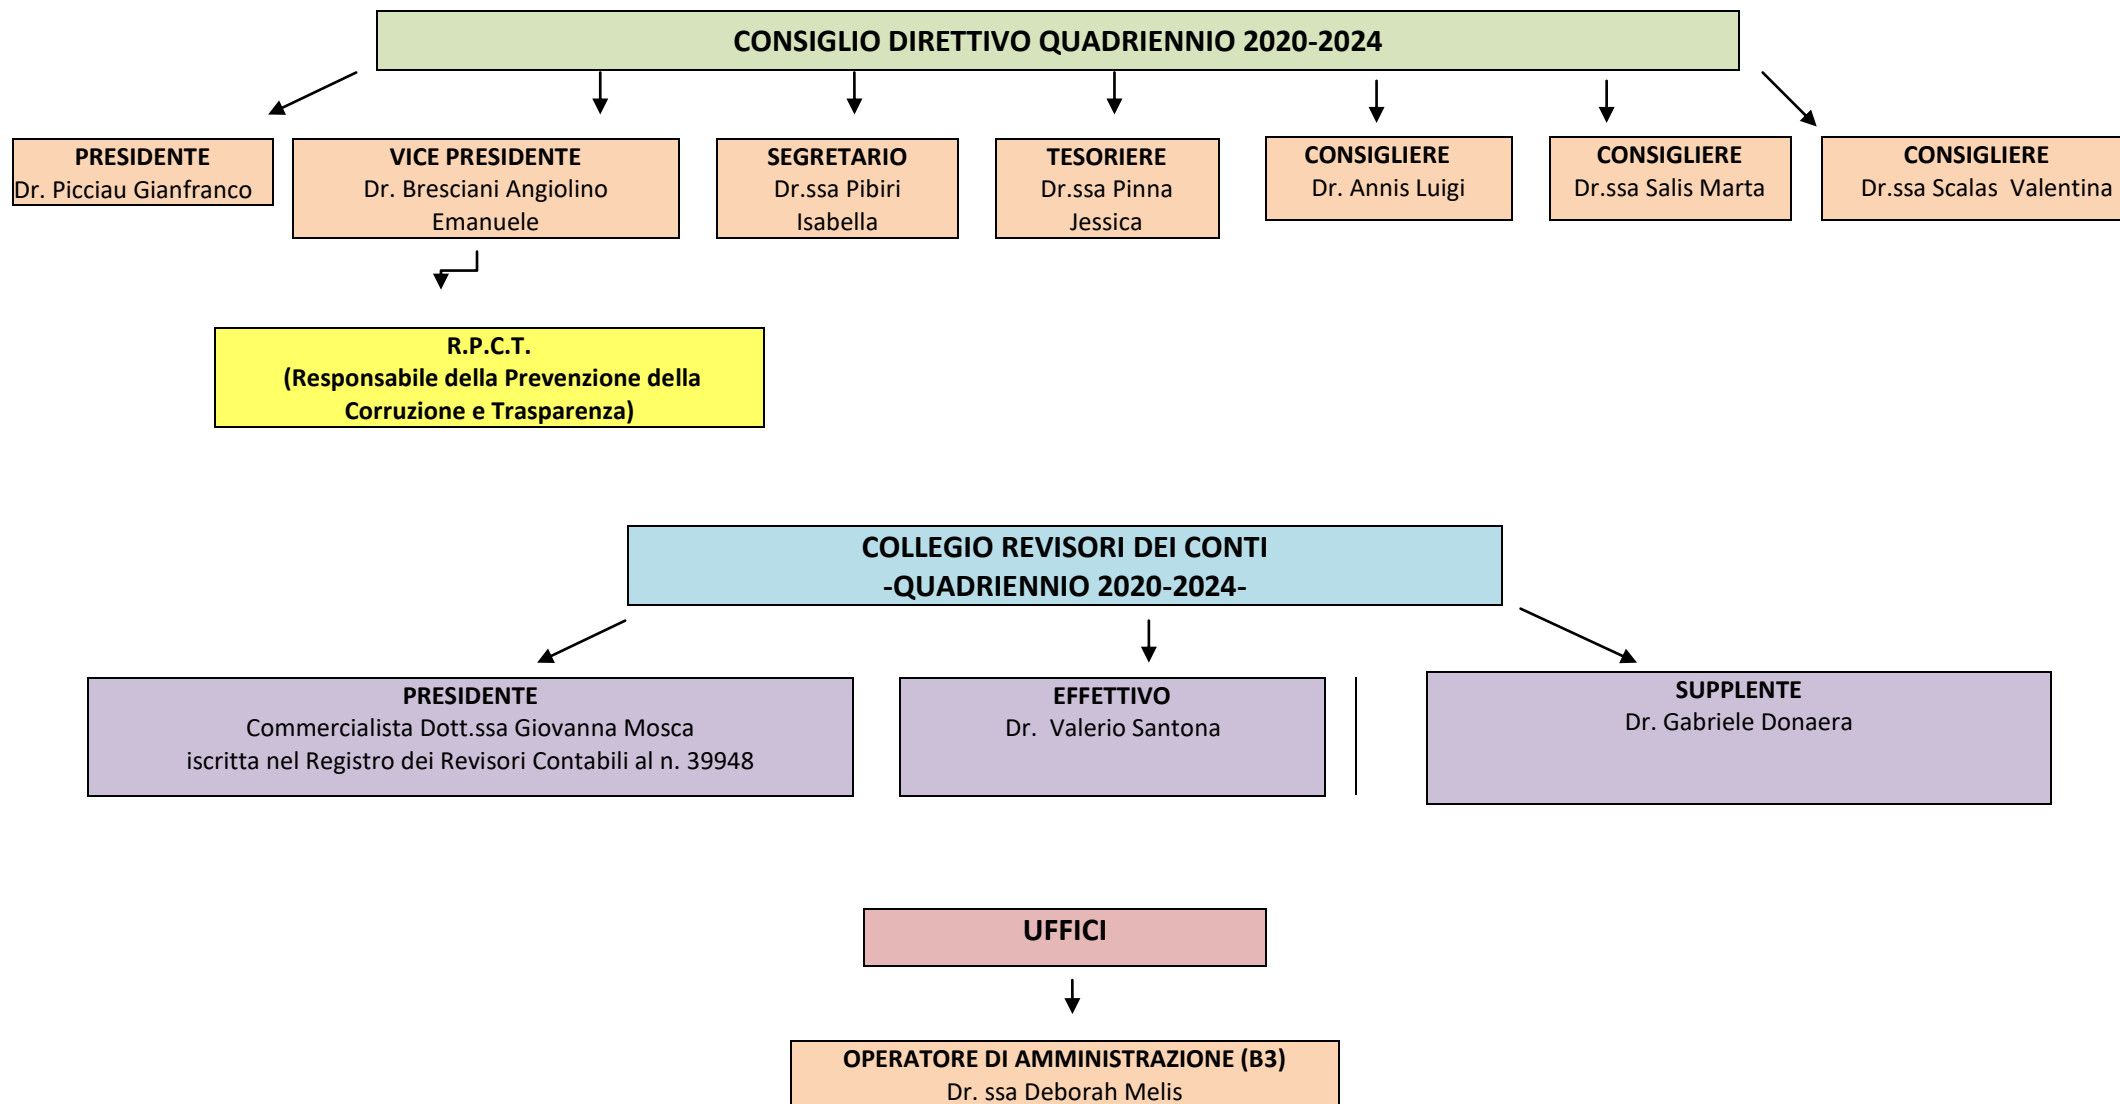 CONSIGLIO DIRETTIVO QUADRIENNIO 2020-2024
PRESIDENTE
Dr. Picciau Gianfranco
VICE PRESIDENTE
Dr. Bresciani Angiolino
Emanuele
SEGRETARIO
Dr.ssa Pibiri
Isabella
TESORIERE
Dr.ssa Pinna
Jessica
CONSIGLIERE
Dr. Annis Luigi
CONSIGLIERE
Dr.ssa Salis Marta
CONSIGLIERE
Dr.ssa Scalas Valentina
R.P.C.T.
(Responsabile della Prevenzione della
Corruzione e Trasparenza)
COLLEGIO REVISORI DEI CONTI
-QUADRIENNIO 2020-2024-
PRESIDENTE
Commercialista Dott.ssa Giovanna Mosca
iscritta nel Registro dei Revisori Contabili al n. 39948
EFFETTIVO
Dr. Valerio Santona
SUPPLENTE
Dr. Gabriele Donaera
UFFICI
OPERATORE DI AMMINISTRAZIONE (B3)
Dr. ssa Deborah Melis